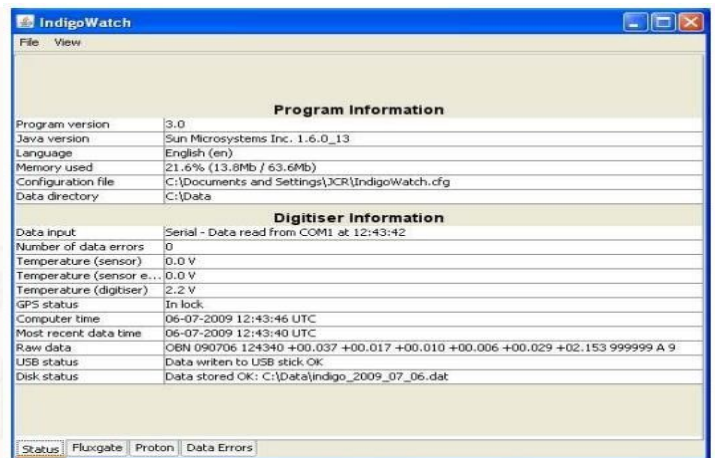 IndigoWatch
File View
Program Information
Program version 3.0
Java version Sun Microsystems Inc. 1.6.0_13
Language English (en)
Memory used 21.6% (13.8Mb / 63.6Mb)
Configuration file C:\Documents and Settings\JCR\IndigoWatch.cfg
Data directory C:\Data
Digitiser Information
Data input Serial - Data read from COM1 at 12:43:42
Number of data errors 0
Temperature (sensor) 0.0 V
Temperature (sensor e... 0.0 V
Temperature (digitiser) 2.2 V
GPS status In lock
Computer time 06-07-2009 12:43:46 UTC
Most recent data time 06-07-2009 12:43:40 UTC
Raw data OBN 090706 124340 +00.037 +00.017 +00.010 +00.006 +00.029 +02.153 999999 A 9
USB status Data writen to USB stick OK
Disk status Data stored OK: C:\Data\indigo_2009_07_06.dat
Status Fluxgate Proton Data Errors